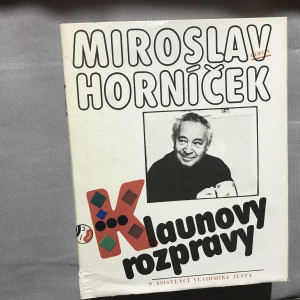 MIROSLAV
HORNÍČEK
Klaunovy
rozpravy
S ASISTENCÍ VLADIMÍRA JUSTA